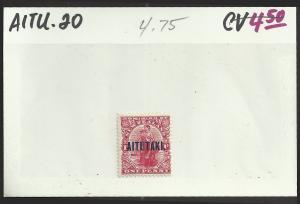 AITU.20
4.75
CV 4.50
AITUTAKI.
ONE PENNY